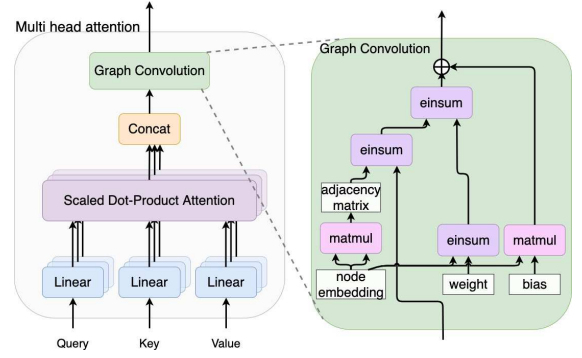 Multi head attention
Graph Convolution
Concat
Scaled Dot-Product Attention
Linear
Linear
Linear
Query
Key
Value
Graph Convolution
einsum
einsum
adjacency
matrix
matmul
einsum
matmul
node
embedding
weight
bias